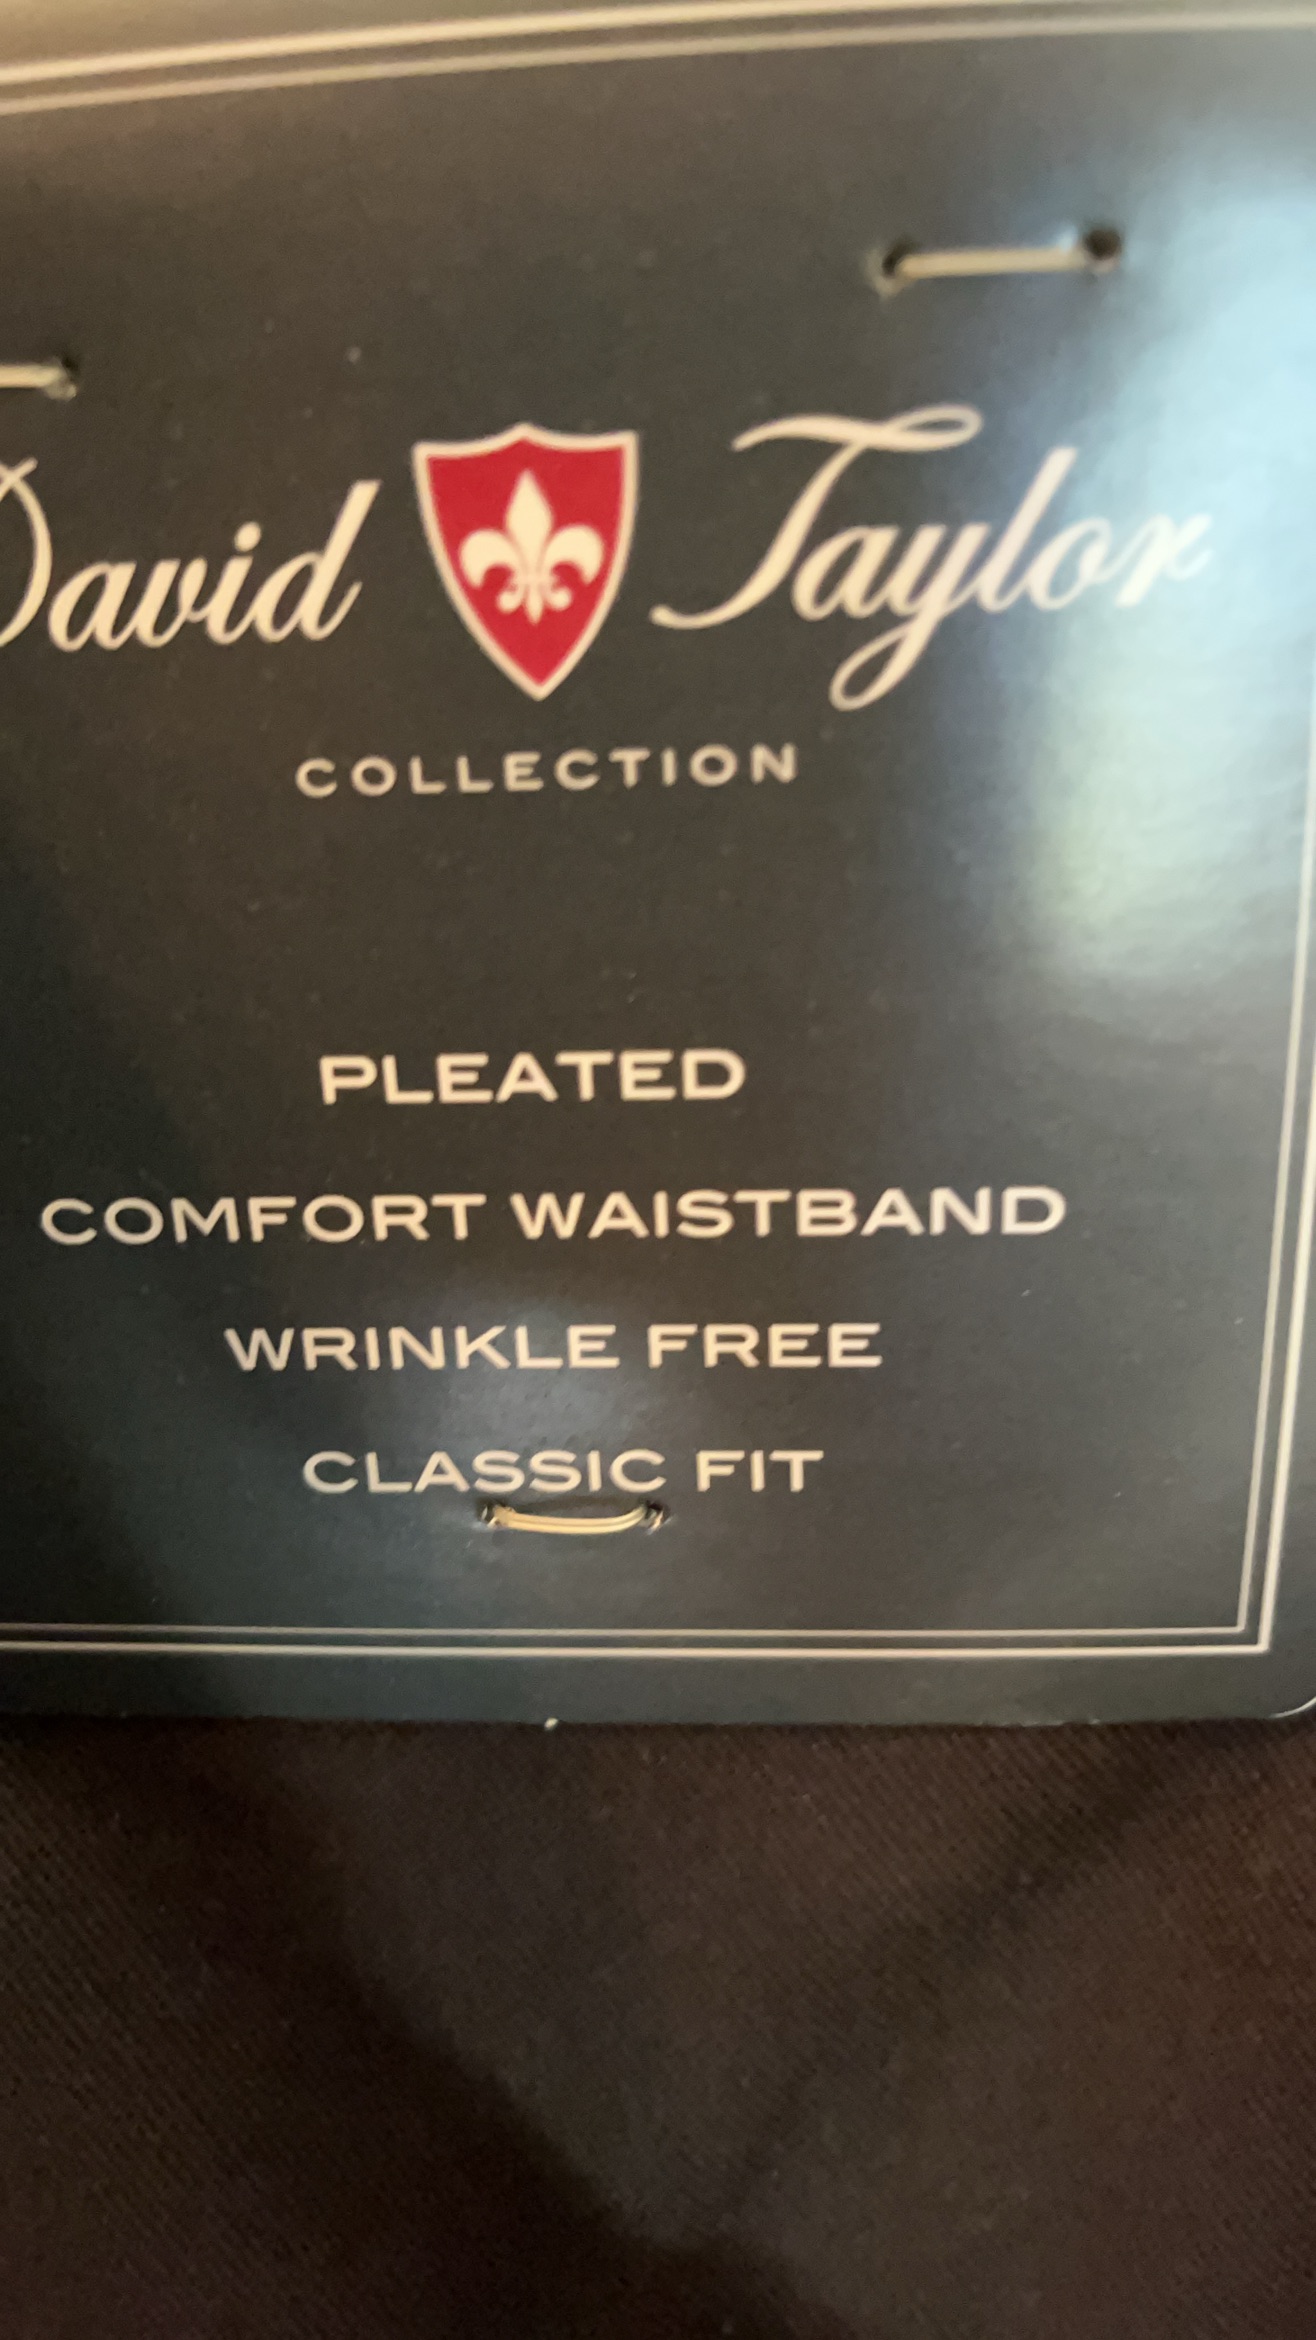 David Taylor
COLLECTION
PLEATED
COMFORT WAISTBAND
WRINKLE FREE
CLASSIC FIT